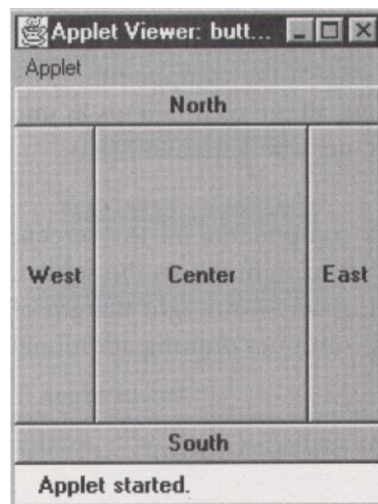 Applet Viewer: butt...
Applet
North
West Center East
South
Applet started.